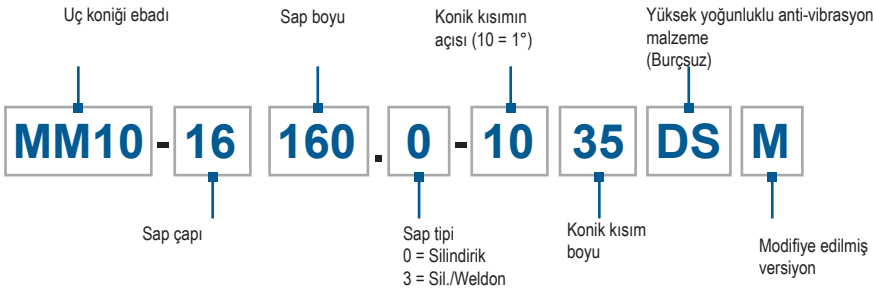 Uç koniği ebadı
Sap boyu
Konik kısımın
açısı (10 = 1°)
Yüksek yoğunluklu anti-vibrasyon
malzeme
(Burçsuz)
MM10-16 160.0-10 35 DS M
Sap çapı
Sap tipi
0 = Silindirik
3 = Sil./Weldon
Konik kısım
boyu
Modifiye edilmiş
versiyon